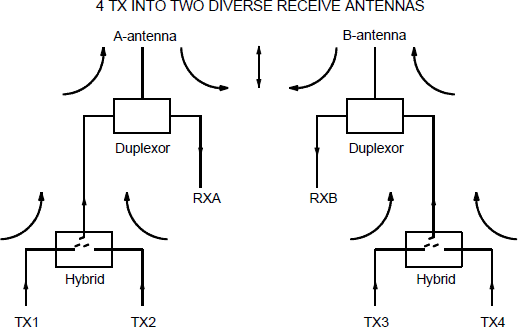 4 TX INTO TWO DIVERSE RECEIVE ANTENNAS
A-antenna
B-antenna
Duplexor
Duplexor
RXA
RXB
Hybrid
Hybrid
TX1
TX2
TX3
TX4